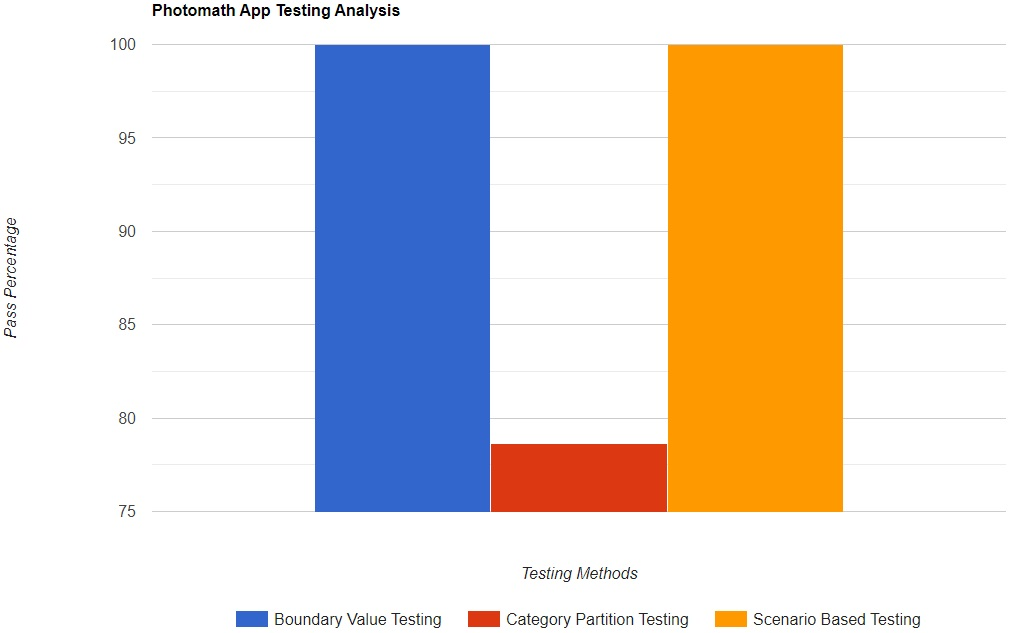 Photomath App Testing Analysis
100
95
90
85
80
75
Pass Percentage
Testing Methods
Boundary Value Testing
Category Partition Testing
Scenario Based Testing